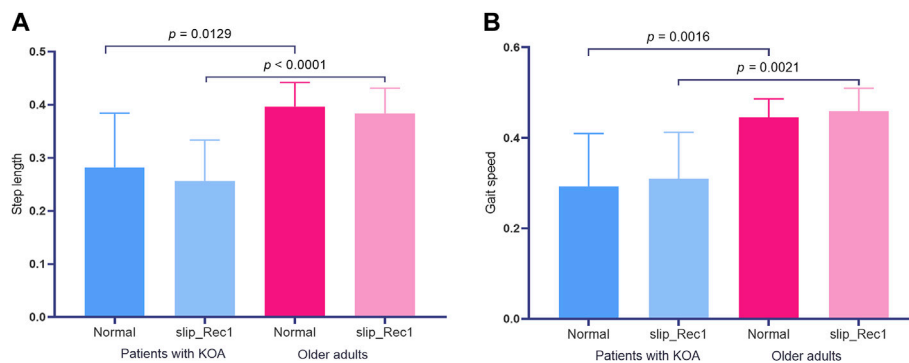 A
p = 0.0129
p < 0.0001
Step length
0.5
0.4
0.3
0.2
0.1
0.0
Normal slip_Rec1 Normal slip_Rec1
Patients with KOA Older adults
B
p = 0.0016
p = 0.0021
Gait speed
0.6
0.4
0.2
0.0
Normal slip_Rec1 Normal slip_Rec1
Patients with KOA Older adults